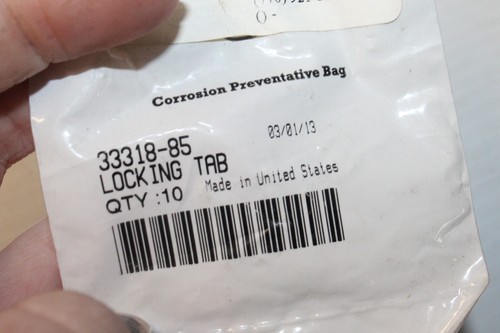 () -
Corrosion Preventative Bag
03/01/13
33318-85
LOCKING TAB
QTY :10 Made in United States